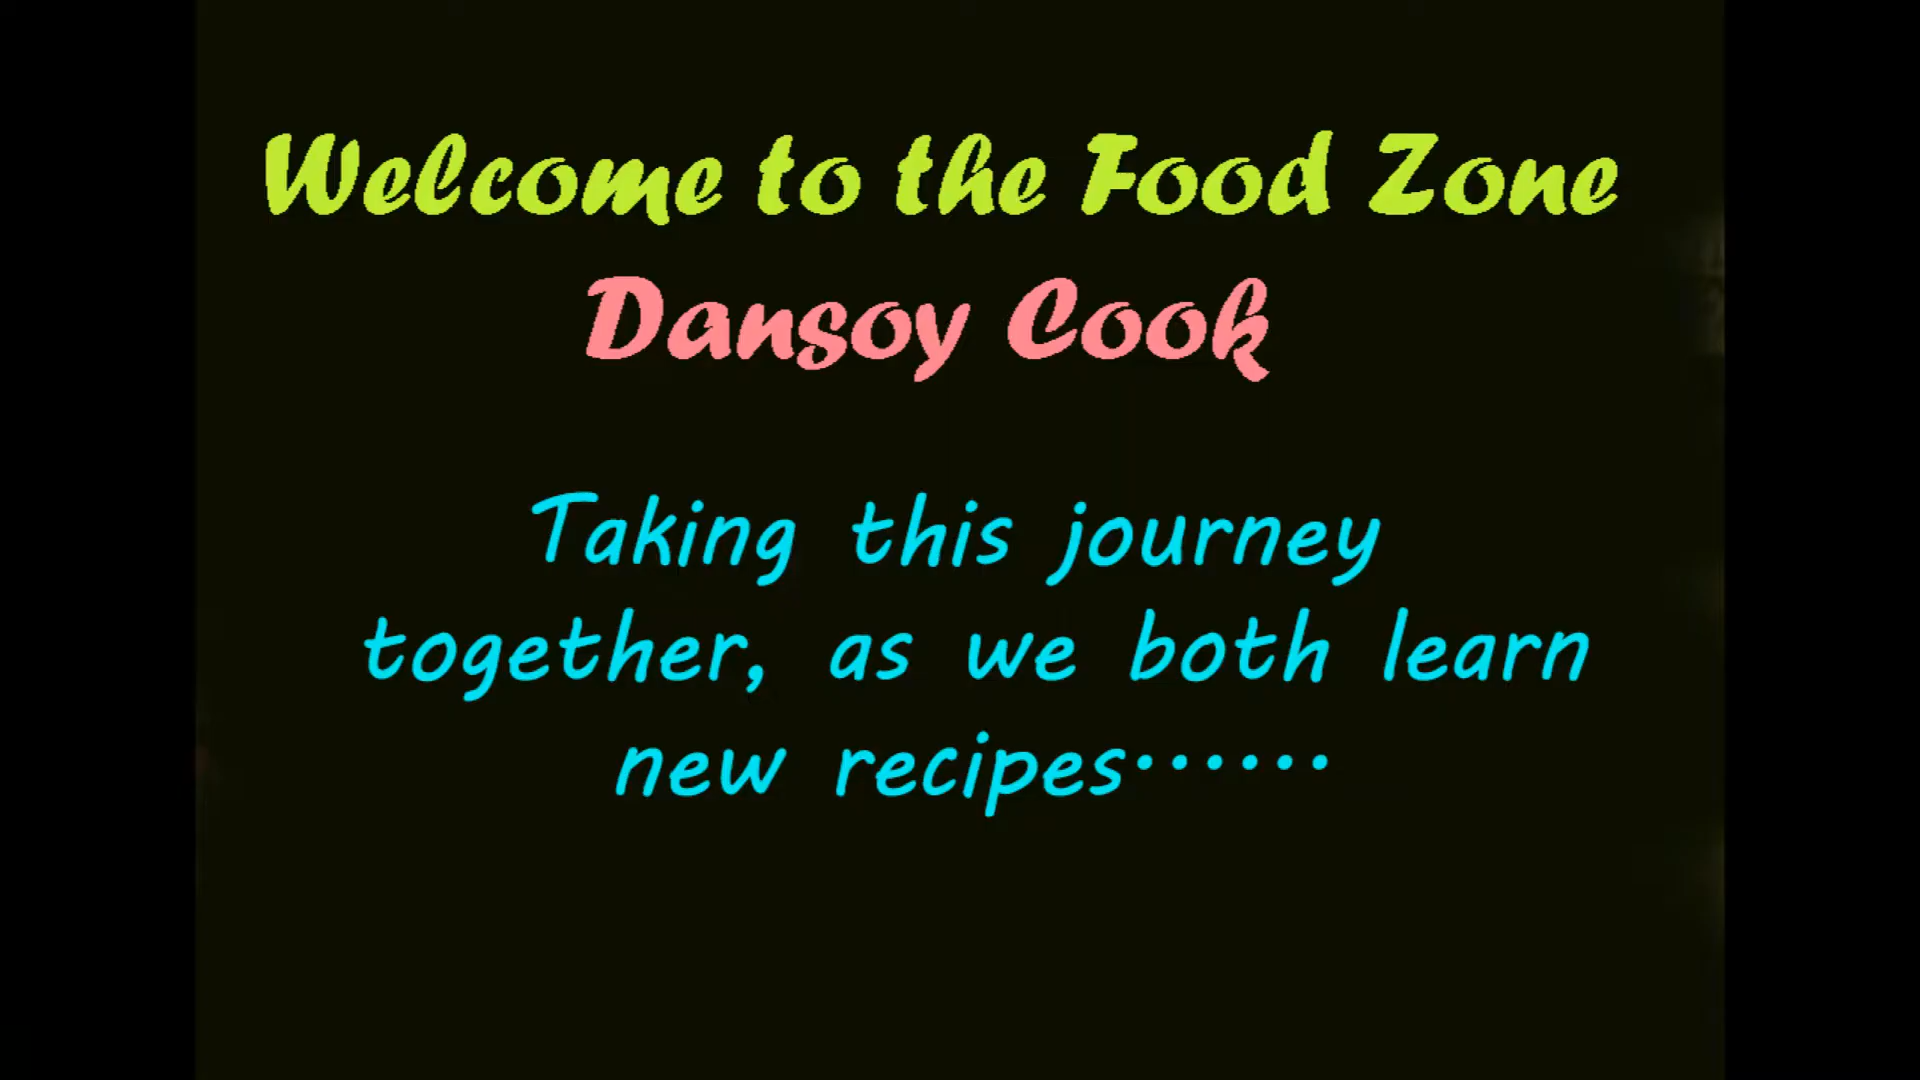 Welcome to the Food Zone
Dansoy Cook
Taking this journey
together, as we both learn
new recipes······